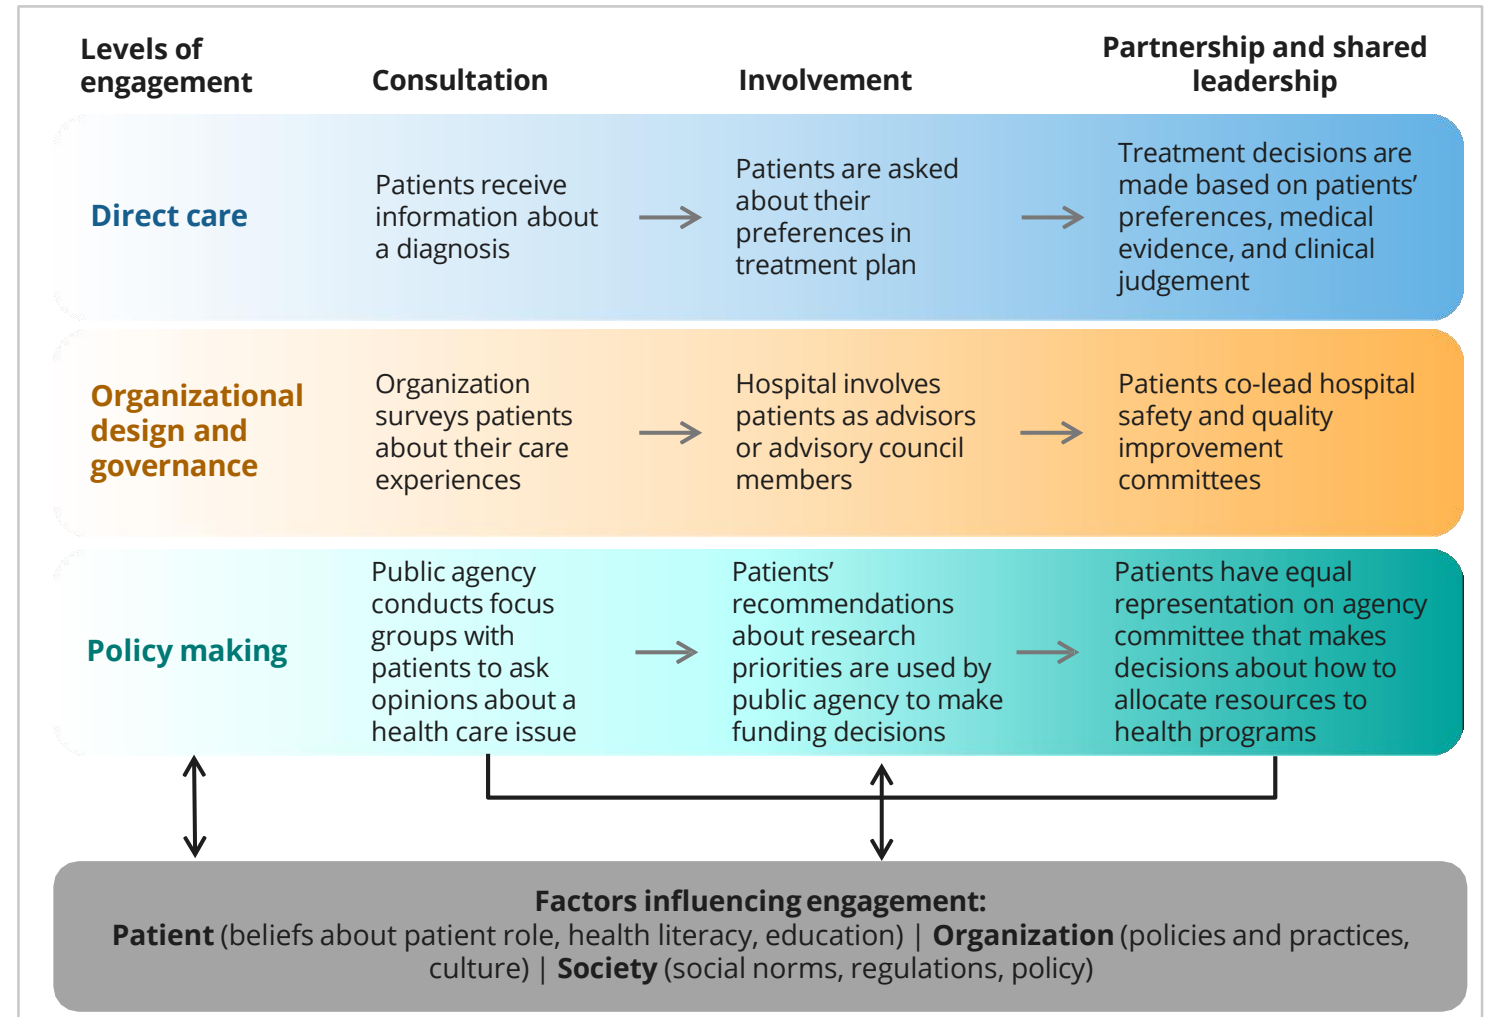 Levels of
engagement
Consultation
Involvement
Partnership and shared
leadership
Direct care
Patients receive
information about
a diagnosis
Patients are asked
about their
preferences in
treatment plan
Treatment decisions are
made based on patients’
preferences, medical
evidence, and clinical
judgement
Organizational
design and
governance
Organization
surveys patients
about their care
experiences
Hospital involves
patients as advisors
or advisory council
members
Patients co-lead hospital
safety and quality
improvement
committees
Policy making
Public agency
conducts focus
groups with
patients to ask
opinions about a
health care issue
Patients’
recommendations
about research
priorities are used by
public agency to make
funding decisions
Patients have equal
representation on agency
committee that makes
decisions about how to
allocate resources to
health programs
Factors influencing engagement:
Patient (beliefs about patient role, health literacy, education) | Organization (policies and practices,
culture) | Society (social norms, regulations, policy)